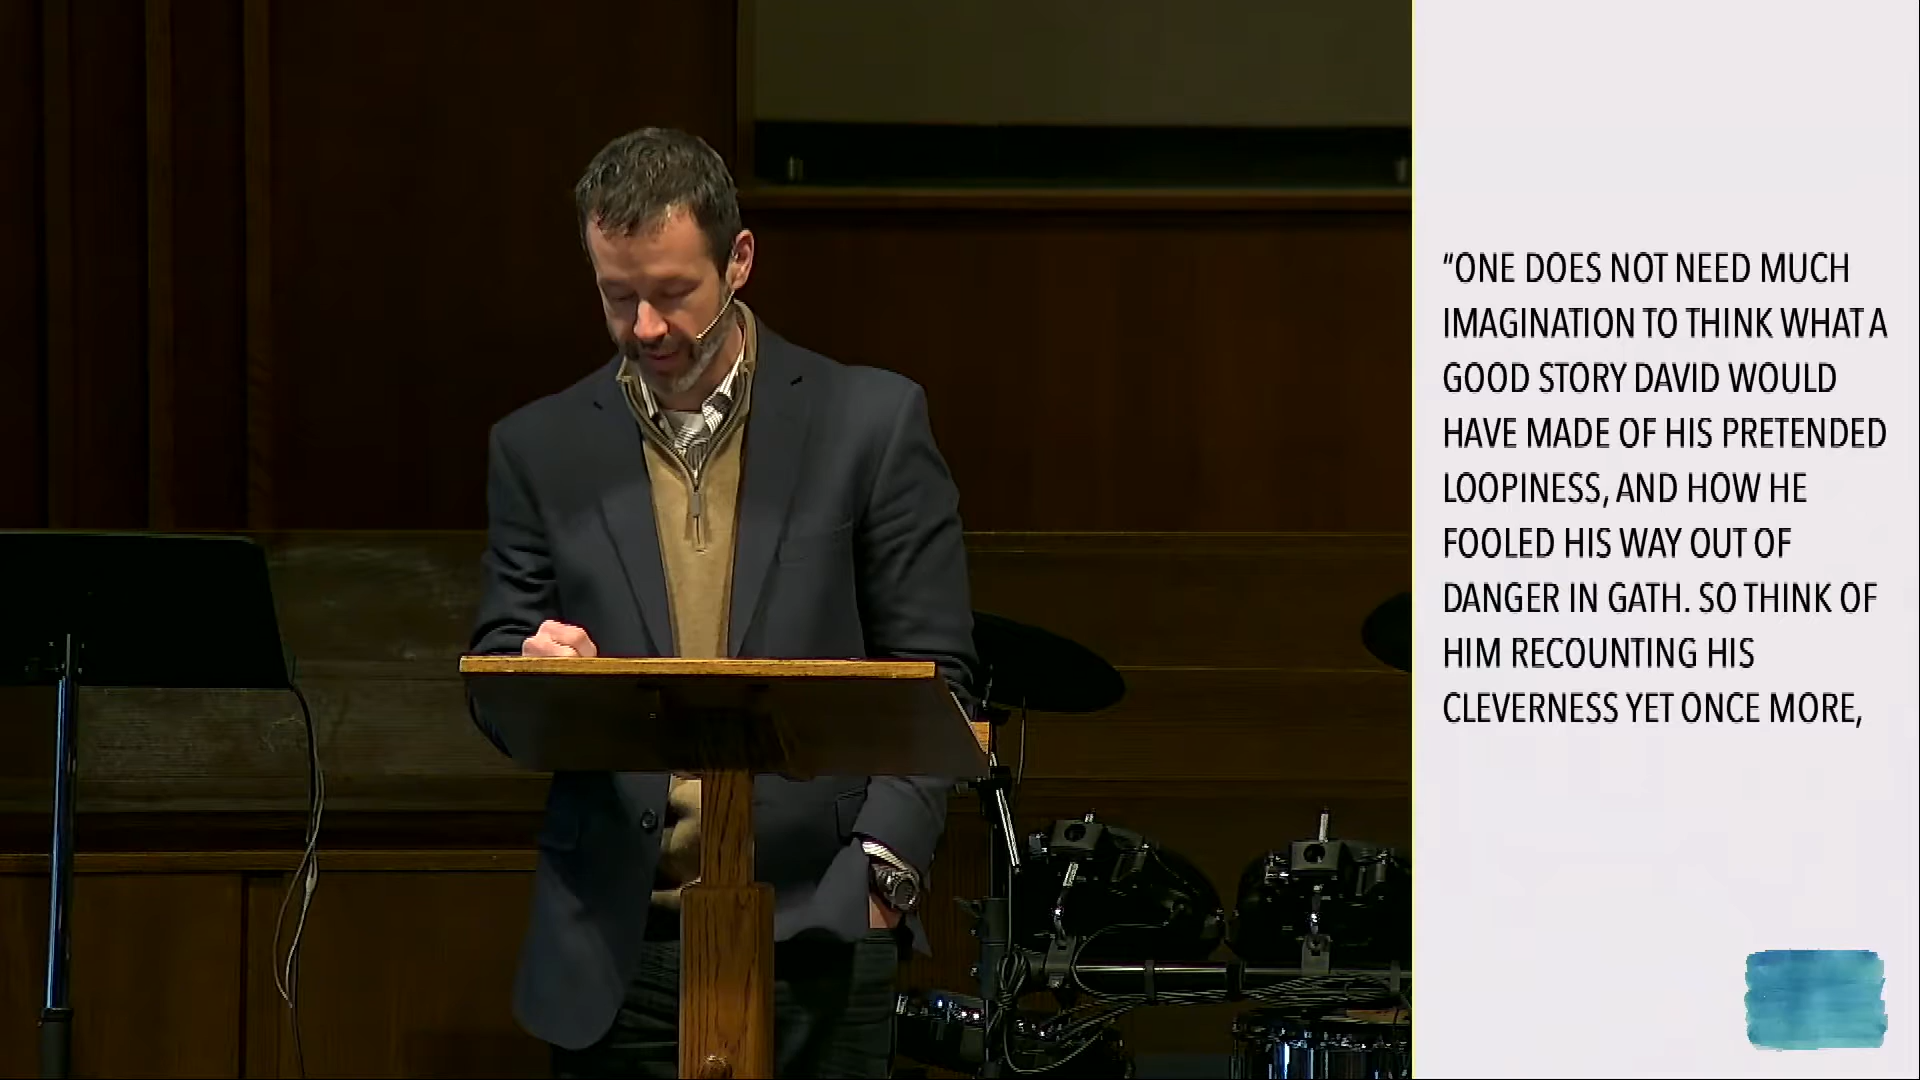 “ONE DOES NOT NEED MUCH
IMAGINATION TO THINK WHAT A
GOOD STORY DAVID WOULD
HAVE MADE OF HIS PRETENDED
LOOPINESS, AND HOW HE
FOOLED HIS WAY OUT OF
DANGER IN GATH. SO THINK OF
HIM RECOUNTING HIS
CLEVERNESS YET ONCE MORE,